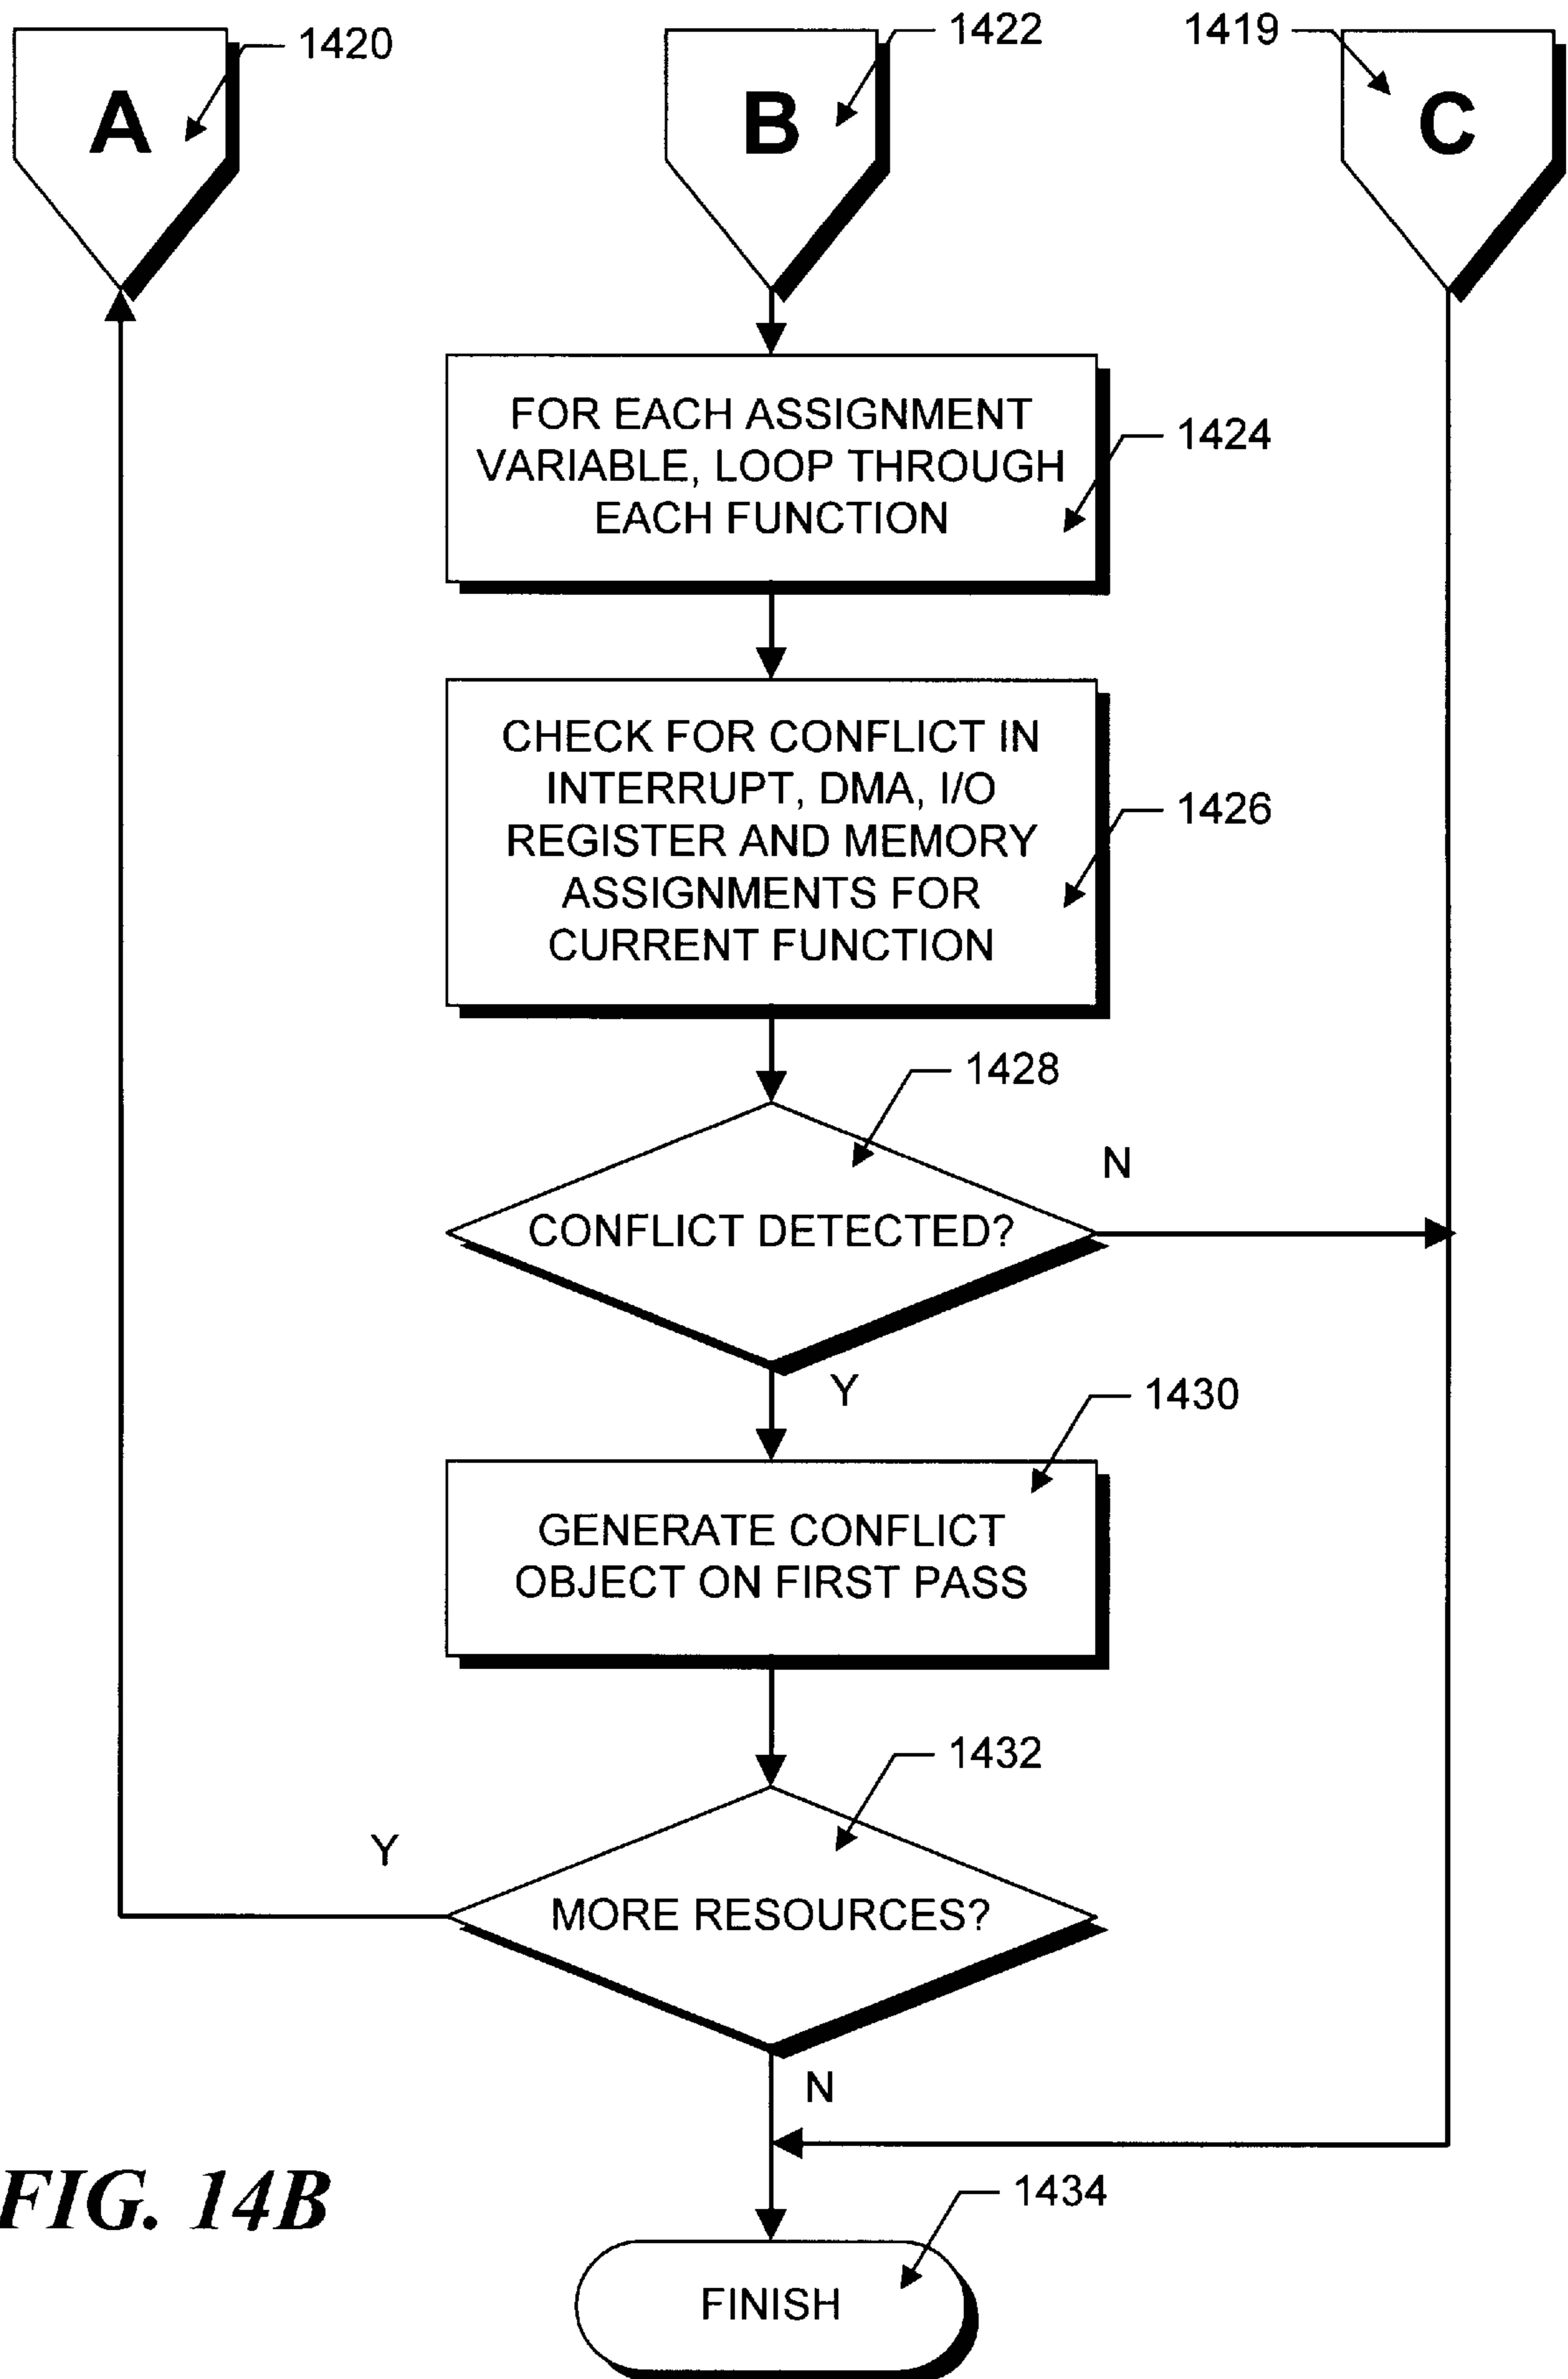 1420
1422
1419
A
B
C
FOR EACH ASSIGNMENT
VARIABLE, LOOP THROUGH
EACH FUNCTION
1424
CHECK FOR CONFLICT IN
INTERRUPT, DMA, I/O
REGISTER AND MEMORY
ASSIGNMENTS FOR
CURRENT FUNCTION
1426
1428
N
CONFLICT DETECTED?
Y
1430
GENERATE CONFLICT
OBJECT ON FIRST PASS
1432
Y
MORE RESOURCES?
N
FIG. 14B
1434
FINISH